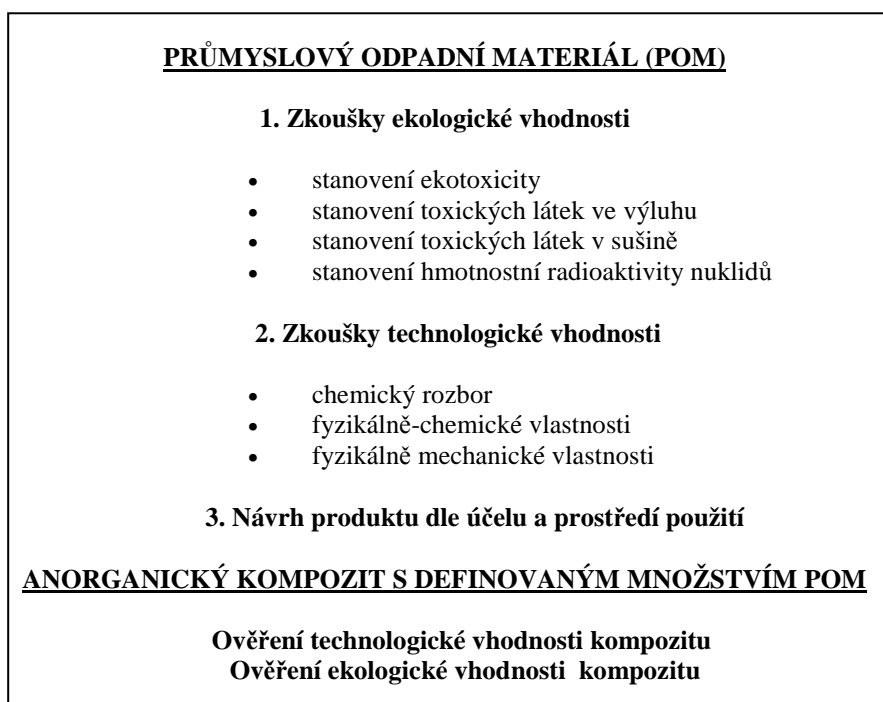 PRŮMYSLOVÝ ODPADNÍ MATERIÁL (POM)
1. Zkoušky ekologické vhodnosti
• stanovení ekotoxicity
• stanovení toxických látek ve výluhu
• stanovení toxických látek v sušině
• stanovení hmotnostní radioaktivity nuklidů
2. Zkoušky technologické vhodnosti
• chemický rozbor
• fyzikálně-chemické vlastnosti
• fyzikálně mechanické vlastnosti
3. Návrh produktu dle účelu a prostředí použití
ANORGANICKÝ KOMPOZIT S DEFINOVANÝM MNOŽSTVÍM POM
Ověření technologické vhodnosti kompozitu
Ověření ekologické vhodnosti kompozitu